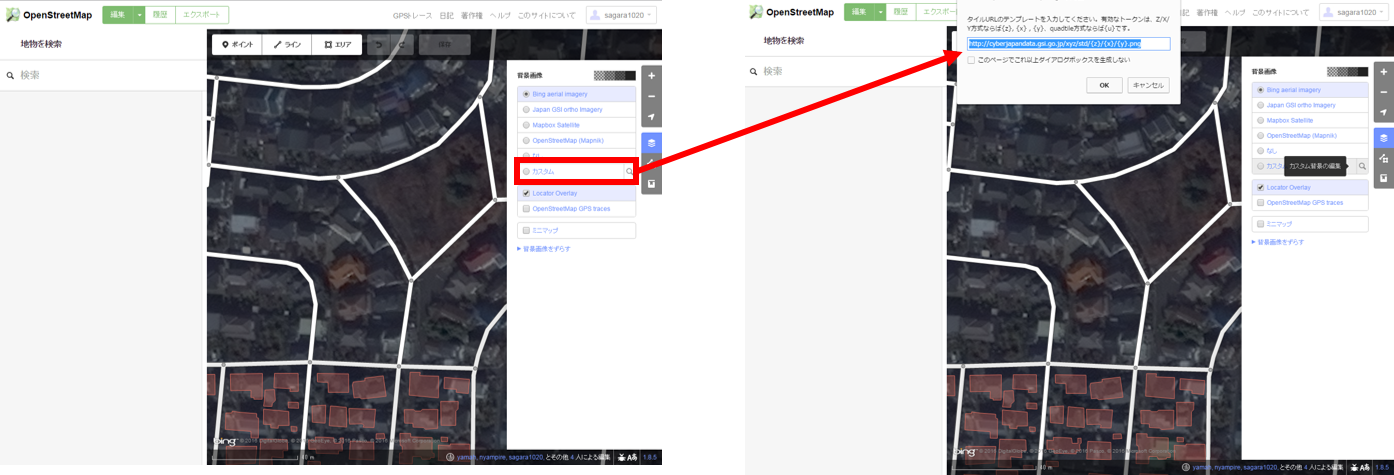 OpenStreetMap
編集
履歴
エクスポート
GPSトレース 日記 著作権 ヘルプ このサイトについて
sagara1020
地物を検索
検索
ポイント
ライン
エリア
保存
背景画像
Bing aerial imagery
Japan GSI ortho Imagery
Mapbox Satellite
OpenStreetMap (Mapnik)
なし
カスタム
Locator Overlay
OpenStreetMap GPS traces
ミニマップ
背景画像をずらす
bing
40 m
yamah, nyampire, sagara1020, とその他 4 人による編集
1.8.5
OpenStreetMap
編集
履歴
エクスポー
著作権 ヘルプ このサイトについて
sagara1020
タイルURLのテンプレートを入力してください。有効なトークンは、Z/X/
Y方式ならば{z}, {x} , {y}、quadtile方式ならば{u}です。
http://cyberjapandata.gsi.go.jp/xyz/std/{z}/{x}/{y}.png
このページでこれ以上ダイアログボックスを生成しない
OK
キャンセル
地物を検索
検索
背景画像
Bing aerial imagery
Japan GSI ortho Imagery
Mapbox Satellite
OpenStreetMap (Mapnik)
なし
カスタ
カスタム背景の編集
Locator Overlay
OpenStreetMap GPS traces
ミニマップ
背景画像をずらす
bing
40 m
yamah, nyampire, sagara1020, とその他 4 人による編集
1.8.5